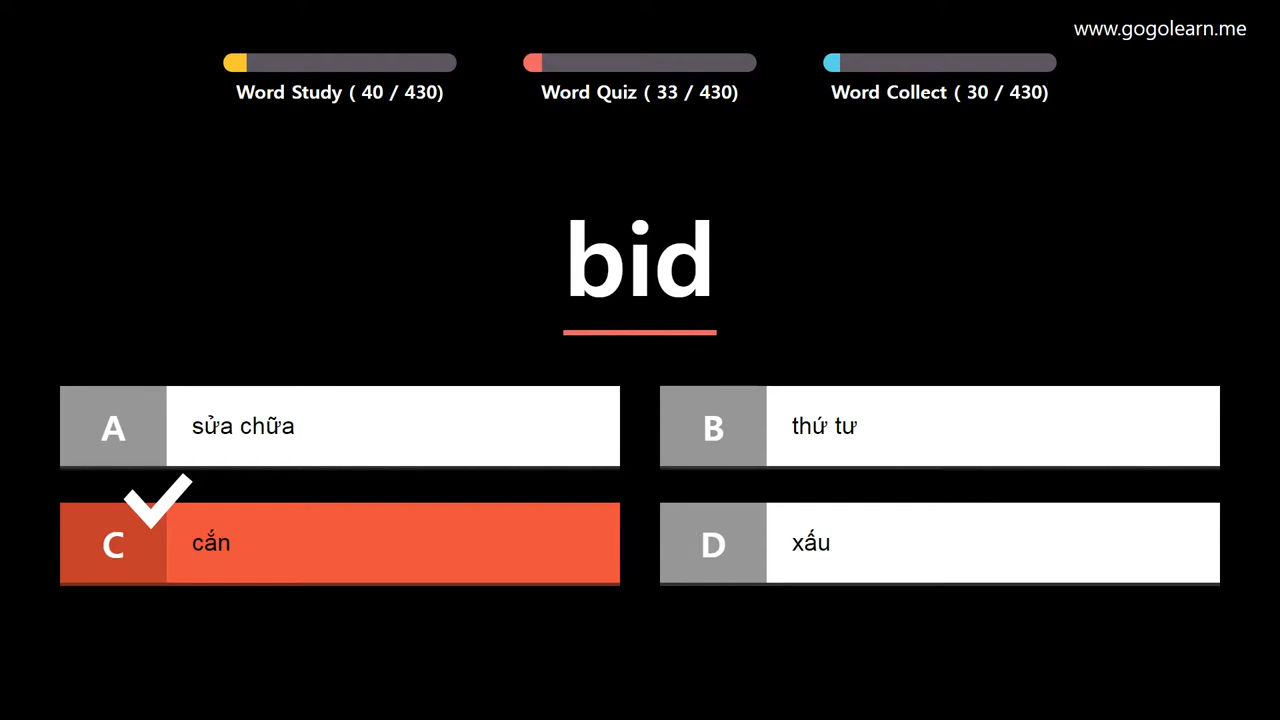 www.gogolearn.me
Word Study ( 40 / 430)
Word Quiz ( 33 / 430)
Word Collect ( 30 / 430)
bid
A
sửa chữa
B
thứ tư
C
cắn
D
xấu